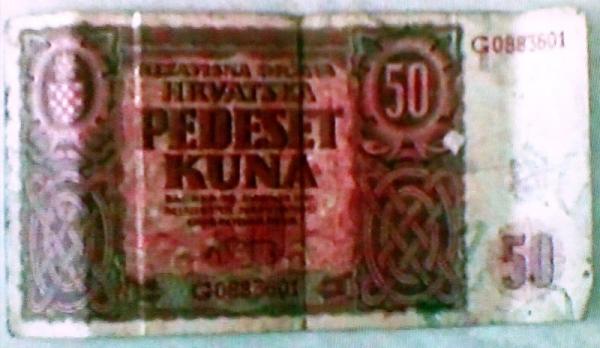 G0883601
NEZAVISNA DRŽAVA
HRVATSKA
50
PEDESET
KUNA
50
G0883601